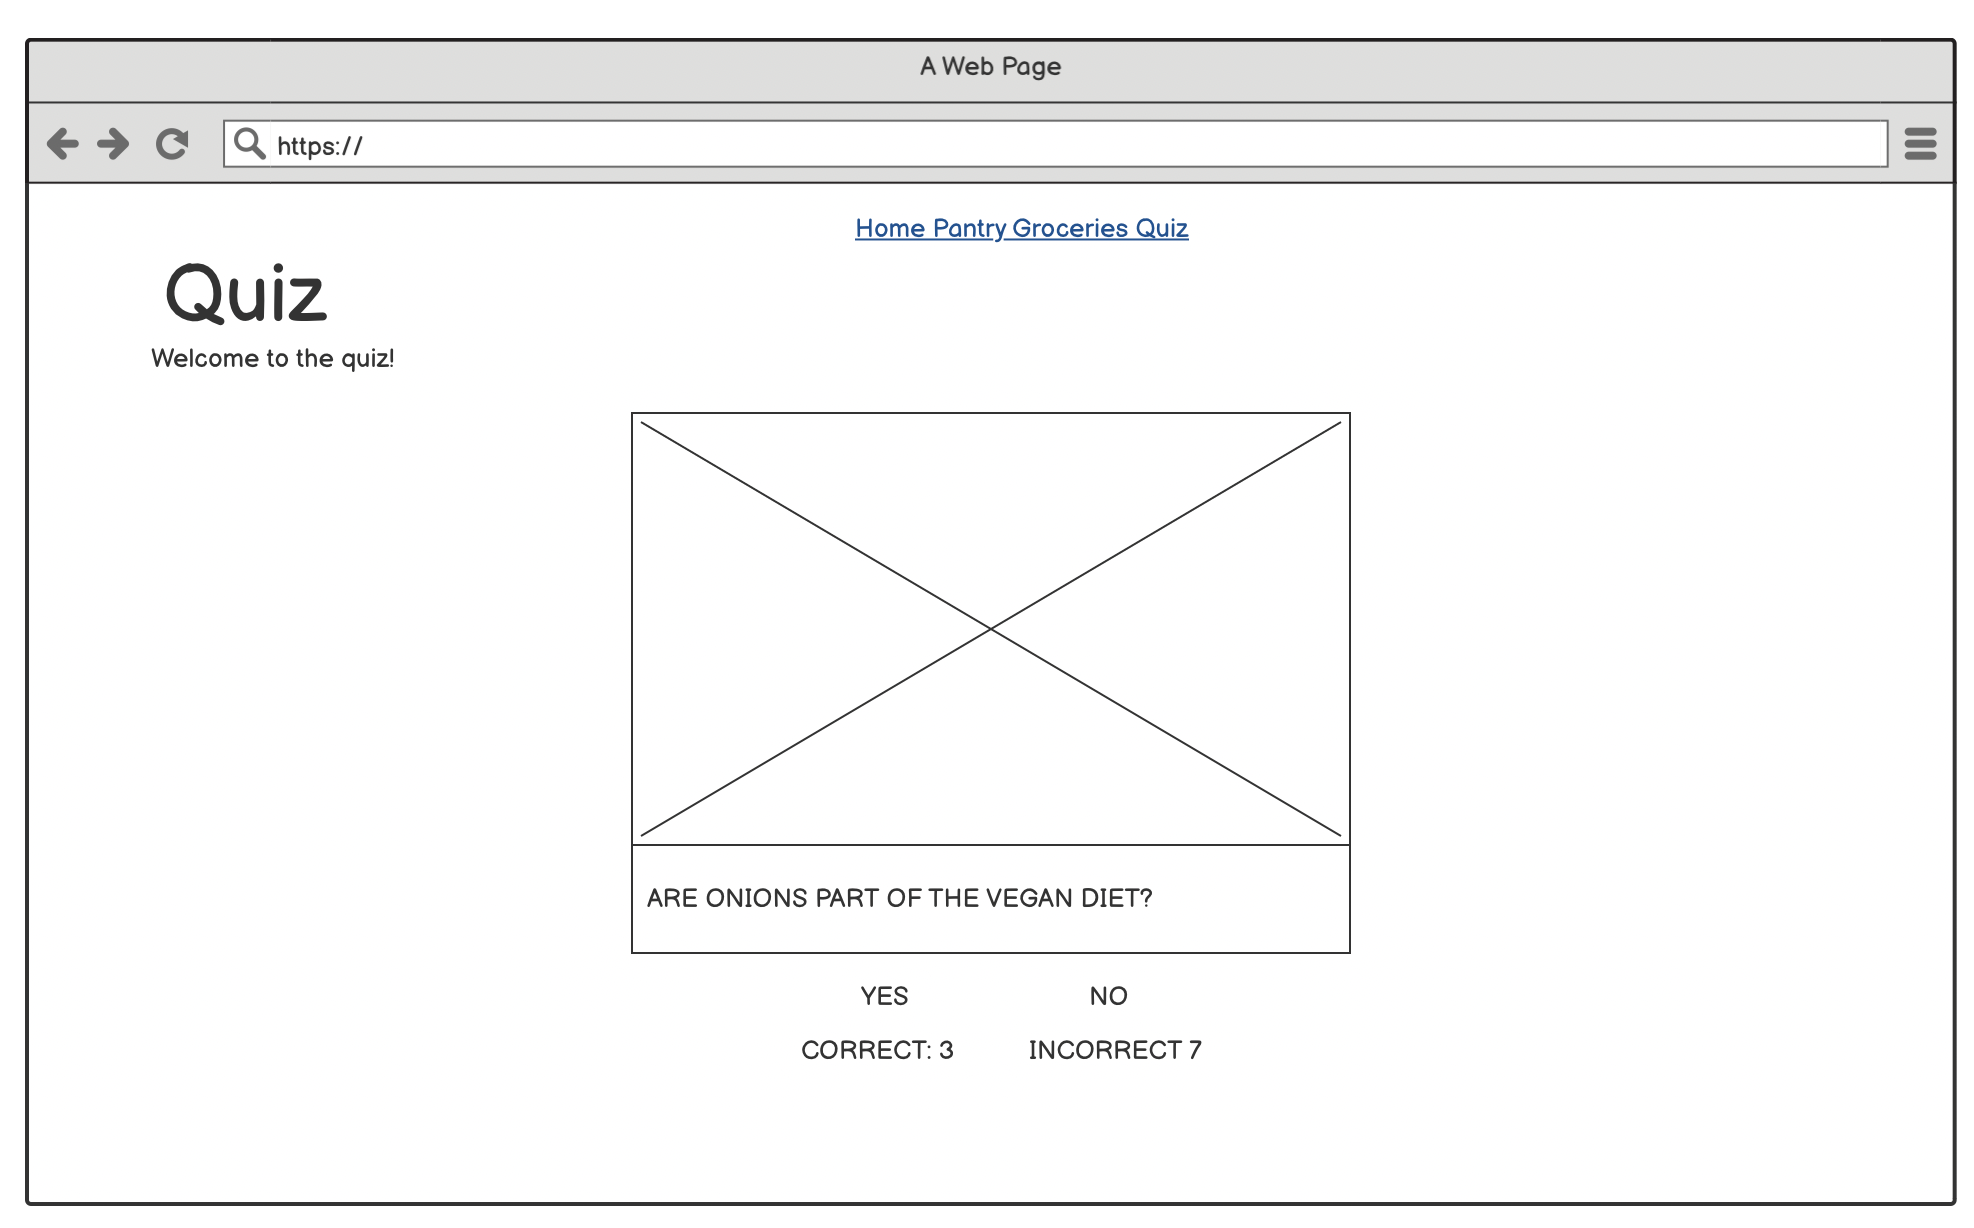 A Web Page
https://
Home Pantry Groceries Quiz
Quiz
Welcome to the quiz!
ARE ONIONS PART OF THE VEGAN DIET?
YES NO
CORRECT: 3 INCORRECT 7